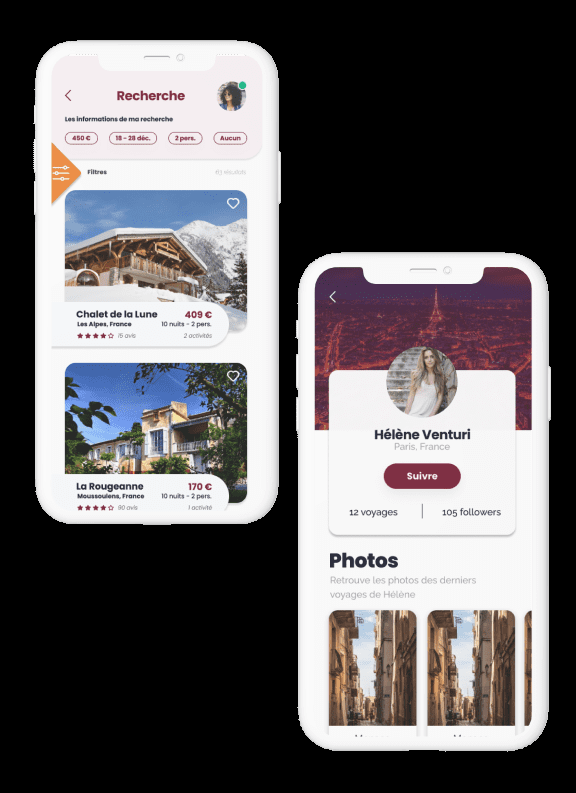 Recherche
Les informations de ma recherche
450 €
18 - 28 déc.
2 pers.
Aucun
Filtres
résultats
Chalet de la Lune 409 €
Les Alpes, France 10 nuits - 2 pers.
15 avis 2 activités
La Rougeanne 170 €
Moussoulens, France 10 nuits - 2 pers.
90 avis 1 activité
Hélène Venturi
Paris, France
Suivre
12 voyages
105 followers
Photos
Retrouve les photos des derniers
voyages de Hélène